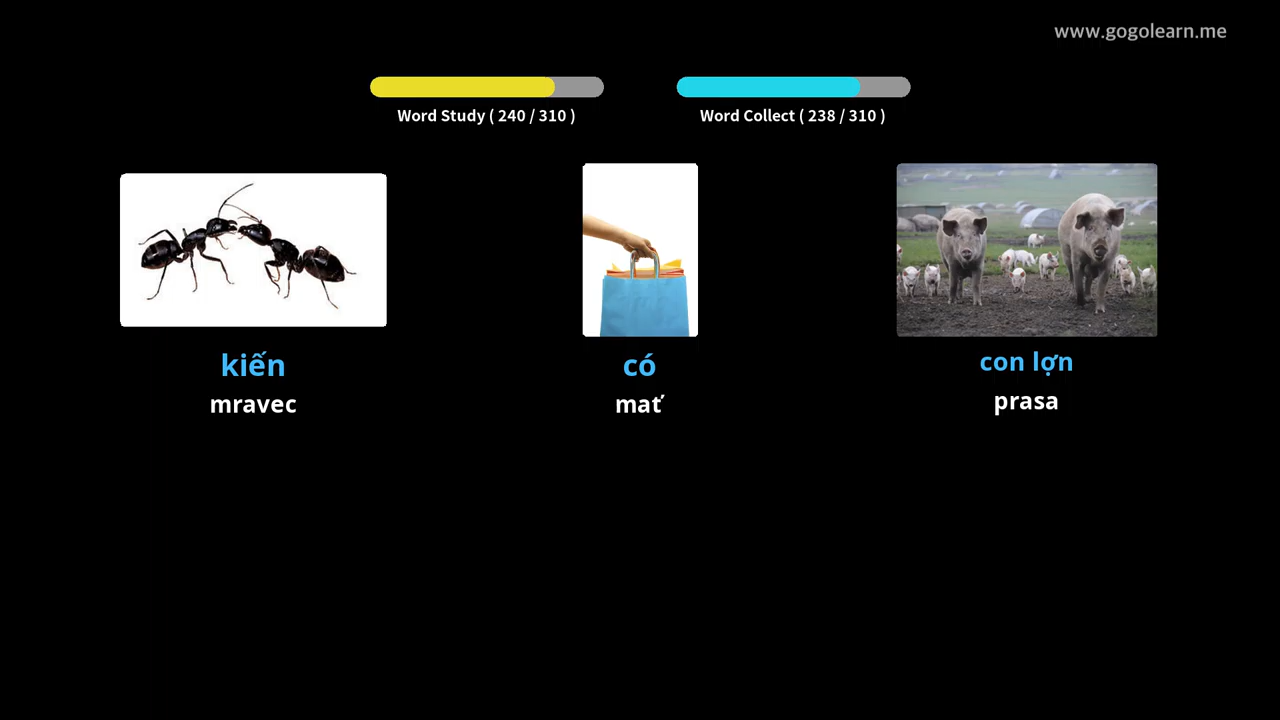 www.gogolearn.me
Word Study ( 240 / 310 )
Word Collect ( 238 / 310 )
kiến
mravec
có
mať
con lợn
prasa